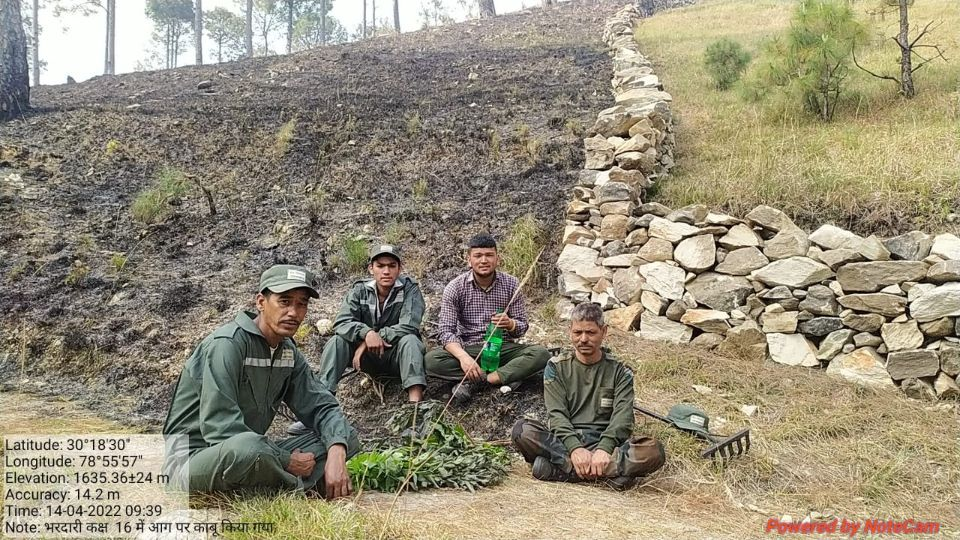 Latitude: 30°18'30"
Longitude: 78°55'57"
Elevation: 1635.36±24 m
Accuracy: 14.2 m
Time: 14-04-2022 09:39
Note: भरदारी कक्ष 16 में आग पर काबू किया गया
Powered by NoteCam